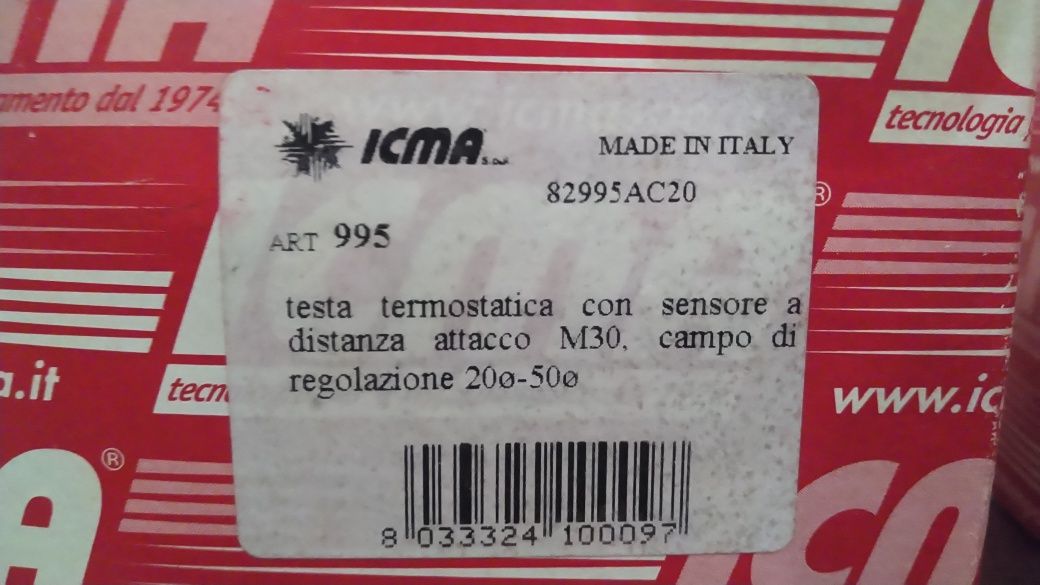 amento dal 1974
tecnologia
ICMA S.p.A.
MADE IN ITALY
82995AC20
®
ART 995
testa termostatica con sensore a
distanza attacco M30, campo di
regolazione 20ø-50ø
a.it
tecn
www.ic
®
8 033324 100097